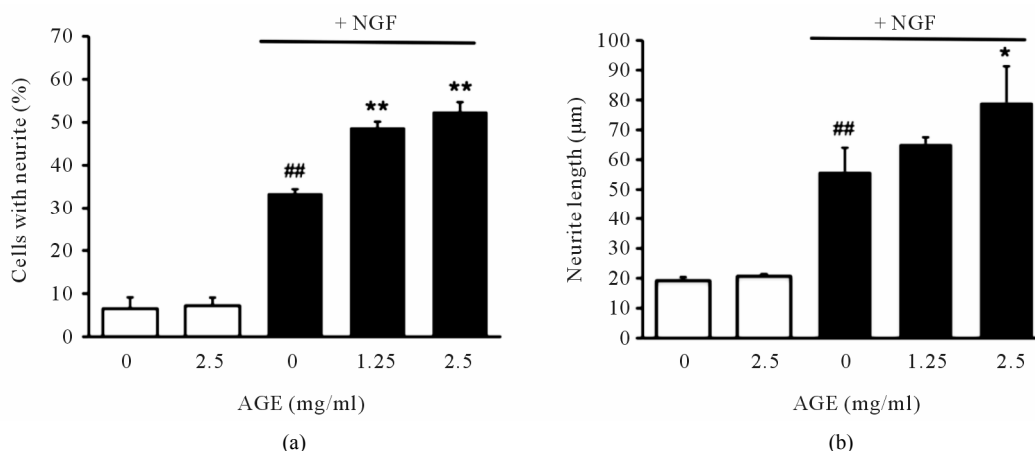 + NGF
Cells with neurite (%)
70
60
50
40
30
20
10
0
##
**
**
0 2.5 0 1.25 2.5
AGE (mg/ml)
(a)
+ NGF
Neurite length (µm)
100
90
80
70
60
50
40
30
20
10
0
##
*
0 2.5 0 1.25 2.5
AGE (mg/ml)
(b)